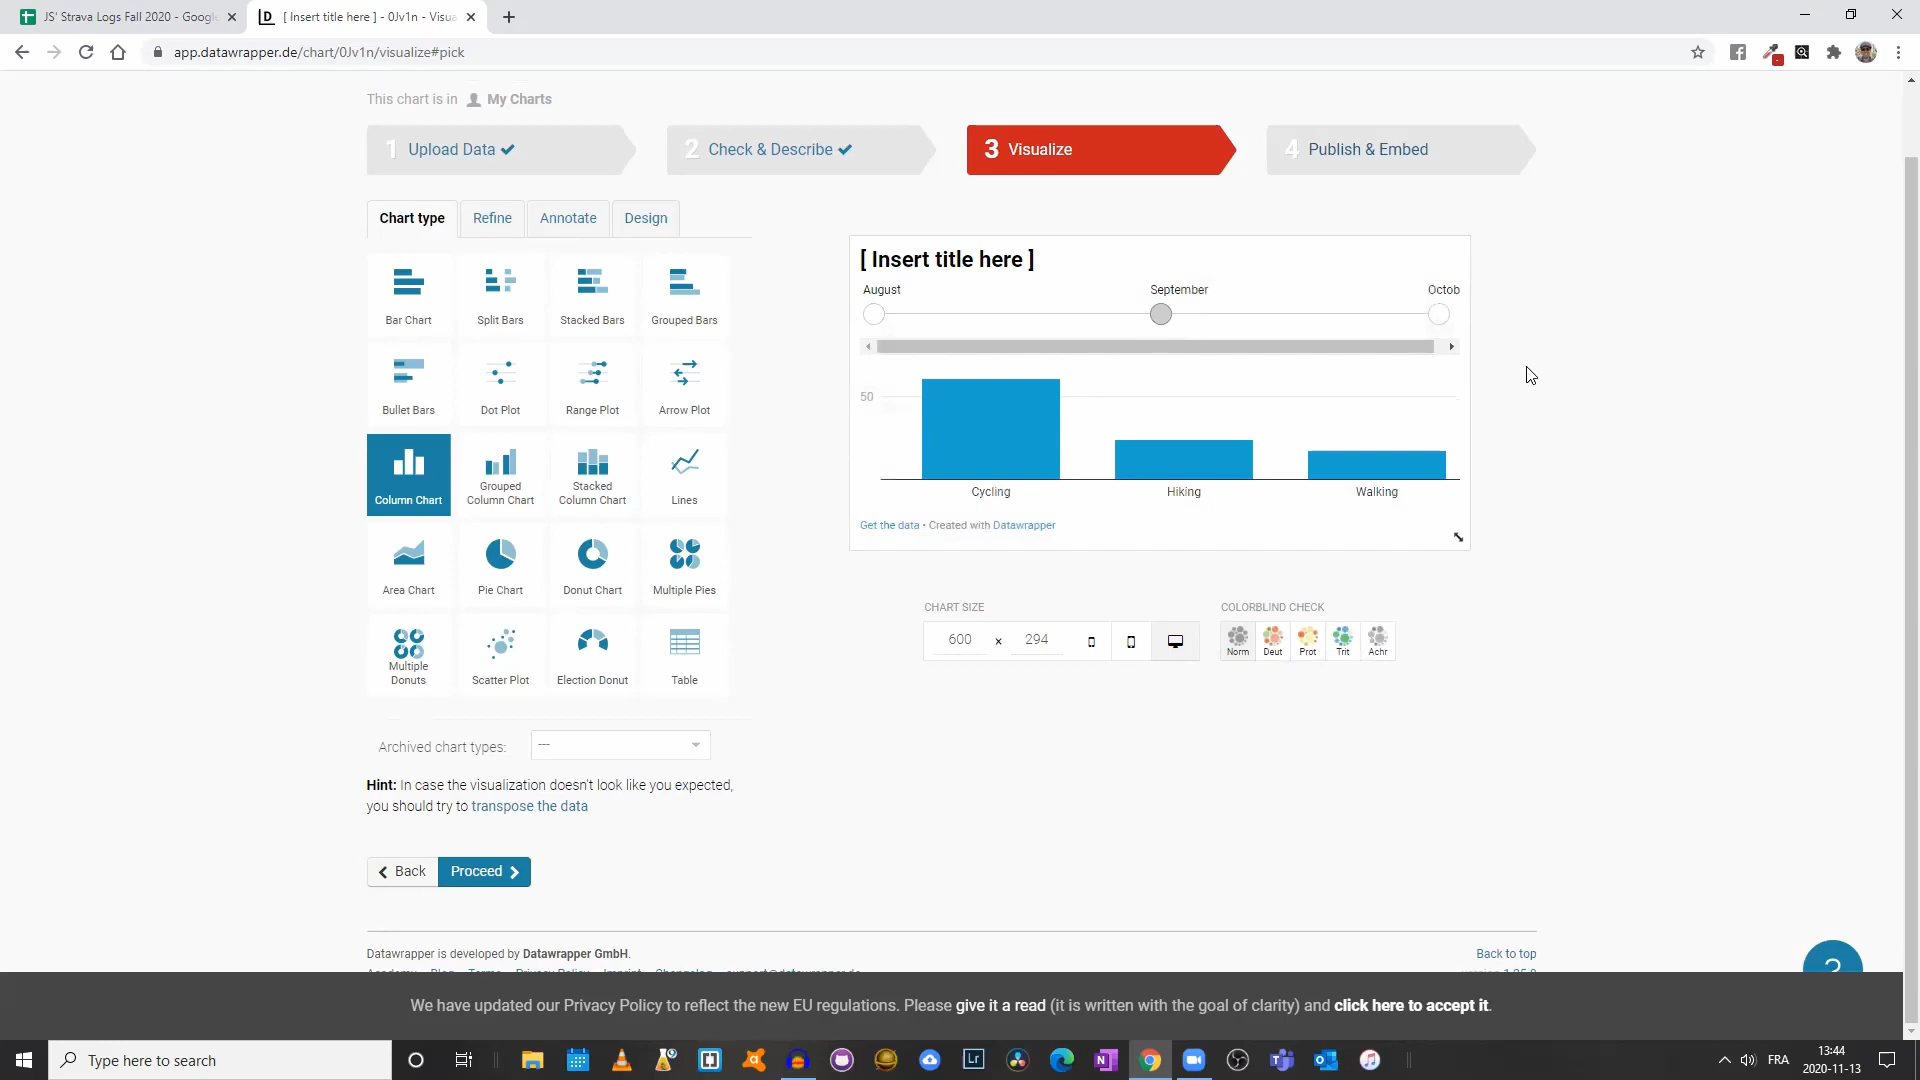 JS' Strava Logs Fall 2020 - Google
[ Insert title here ] - 0Jv1n - Visua
app.datawrapper.de/chart/0Jv1n/visualize#pick
This chart is in My Charts
1 Upload Data
2 Check & Describe
3 Visualize
4 Publish & Embed
Chart type
Refine
Annotate
Design
Bar Chart
Split Bars
Stacked Bars
Grouped Bars
Bullet Bars
Dot Plot
Range Plot
Arrow Plot
Column Chart
Grouped
Column Chart
Stacked
Column Chart
Lines
Area Chart
Pie Chart
Donut Chart
Multiple Pies
Multiple
Donuts
Scatter Plot
Election Donut
Table
Archived chart types:
---
Hint: In case the visualization doesn't look like you expected,
you should try to transpose the data
Back
Proceed
[ Insert title here ]
August
September
Octob
50
Cycling
Hiking
Walking
Get the data • Created with Datawrapper
CHART SIZE
600 × 294
COLORBLIND CHECK
Norm
Deut
Prot
Trit
Achr
Datawrapper is developed by Datawrapper GmbH.
Back to top
We have updated our Privacy Policy to reflect the new EU regulations. Please give it a read (it is written with the goal of clarity) and click here to accept it.
Type here to search
Lr
FRA
13:44
2020-11-13